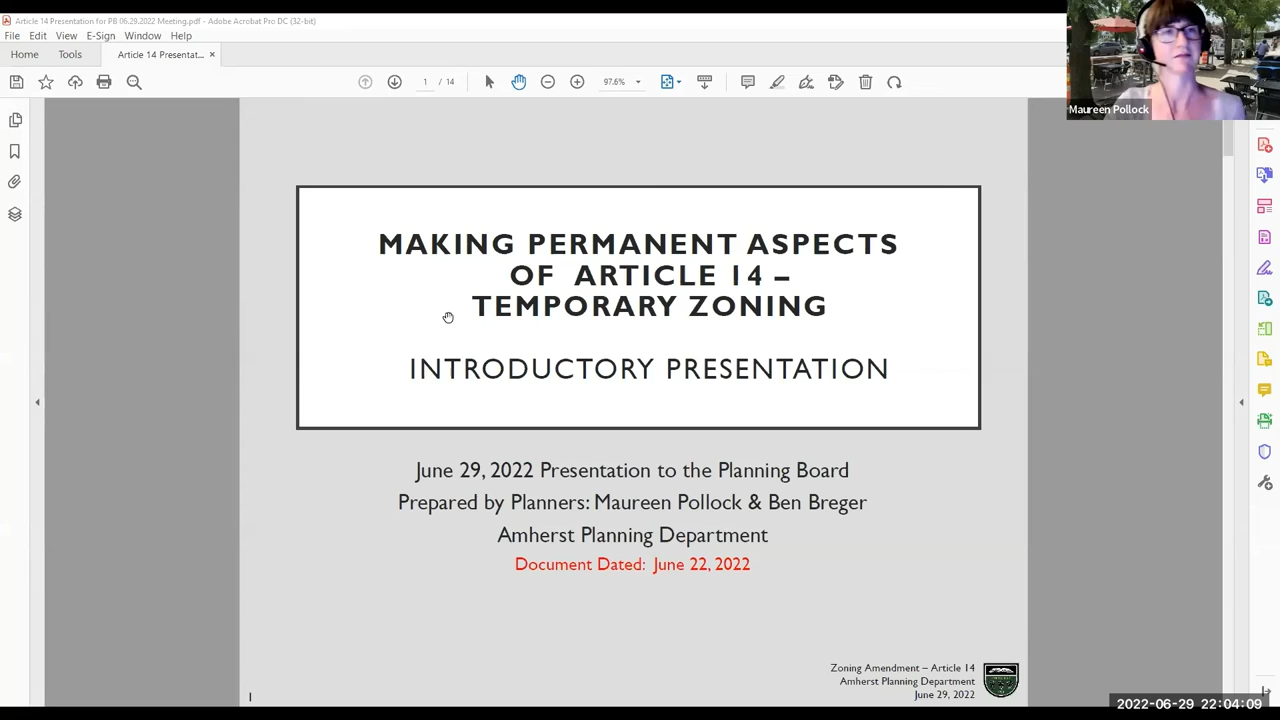 Article 14 Presentation for PB 06.29.2022 Meeting.pdf - Adobe Acrobat Pro DC (32-bit)
File Edit View E-Sign Window Help
Home Tools Article 14 Presentat... ×
1 / 14 97.6%
Maureen Pollock
MAKING PERMANENT ASPECTS
OF ARTICLE 14 –
TEMPORARY ZONING
INTRODUCTORY PRESENTATION
June 29, 2022 Presentation to the Planning Board
Prepared by Planners: Maureen Pollock & Ben Breger
Amherst Planning Department
Document Dated: June 22, 2022
Zoning Amendment – Article 14
Amherst Planning Department
June 29, 2022
1
2022-06-29 22:04:09